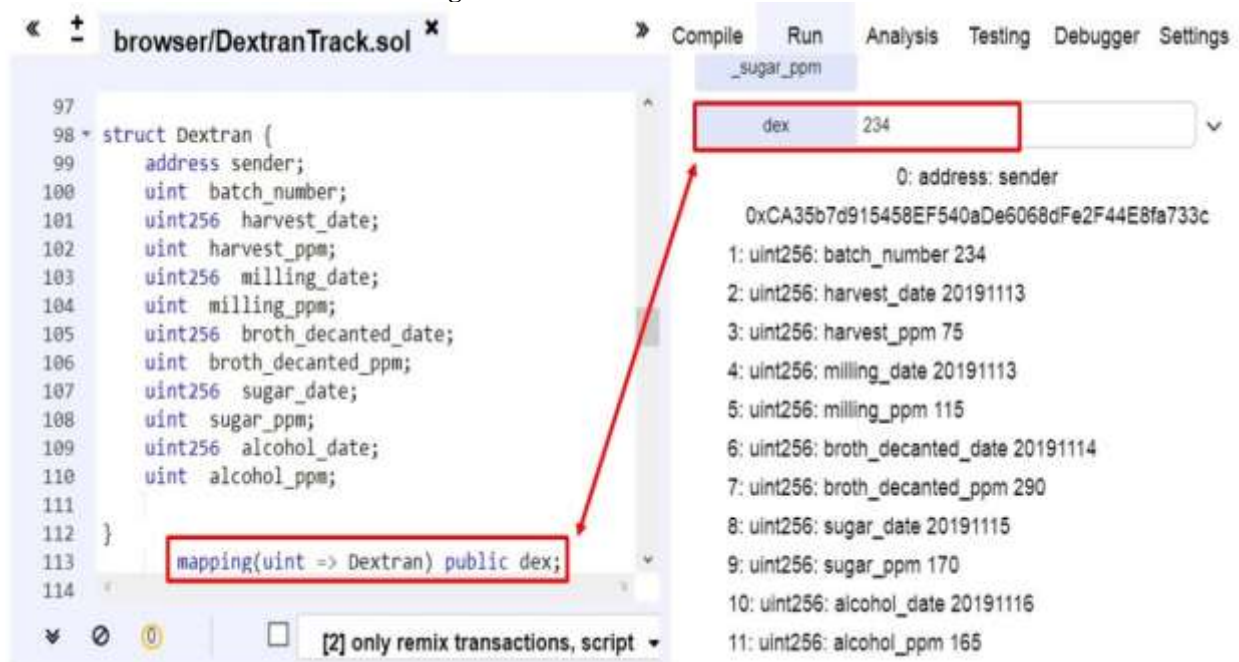 browser/DextranTrack.sol
Compile Run Analysis Testing Debugger Settings
_sugar_ppm
97
98 struct Dextran {
99 address sender;
100 uint batch_number;
101 uint256 harvest_date;
102 uint harvest_ppm;
103 uint256 milling_date;
104 uint milling_ppm;
105 uint256 broth_decanted_date;
106 uint broth_decanted_ppm;
107 uint256 sugar_date;
108 uint sugar_ppm;
109 uint256 alcohol_date;
110 uint alcohol_ppm;
111
112 }
113 mapping(uint => Dextran) public dex;
114
0
[2] only remix transactions, script
dex 234
0: address: sender
0xCA35b7d915458EF540aDe6068dFe2F44E8fa733c
1: uint256: batch_number 234
2: uint256: harvest_date 20191113
3: uint256: harvest_ppm 75
4: uint256: milling_date 20191113
5: uint256: milling_ppm 115
6: uint256: broth_decanted_date 20191114
7: uint256: broth_decanted_ppm 290
8: uint256: sugar_date 20191115
9: uint256: sugar_ppm 170
10: uint256: alcohol_date 20191116
11: uint256: alcohol_ppm 165